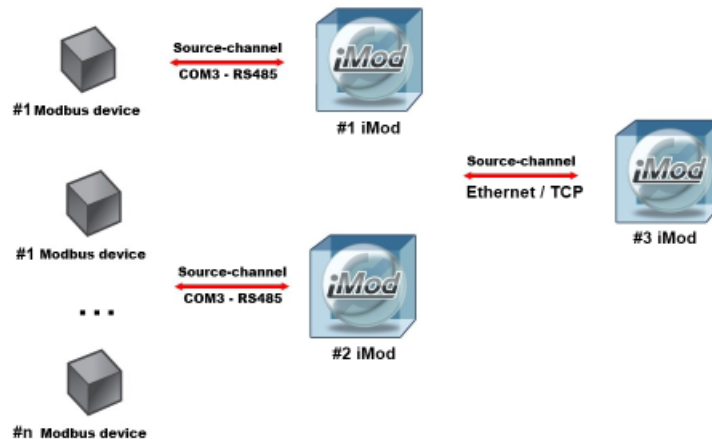 Source-channel
COM3 - RS485
iMod
#1 Modbus device
#1 iMod
Source-channel
Ethernet / TCP
iMod
#3 iMod
#1 Modbus device
Source-channel
COM3 - RS485
iMod
#2 iMod
...
#n Modbus device